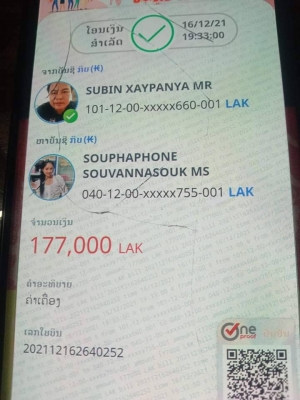 ໂອນເງິນ
ສຳເລັດ
16/12/21
19:33:00
ຈາກບັນຊີ ກີບ (₭)
SUBIN XAYPANYA MR
101-12-00-xxxxx660-001 LAK
ຫາບັນຊີ ກີບ (₭)
SOUPHAPHONE
SOUVANNASOUK MS
040-12-00-xxxxx755-001 LAK
ຈຳນວນເງິນ
177,000 LAK
ຄຳອະທິບາຍ
ຄ່າເຄື່ອງ
ເລກໃບບິນ
202112162640252
One
proof